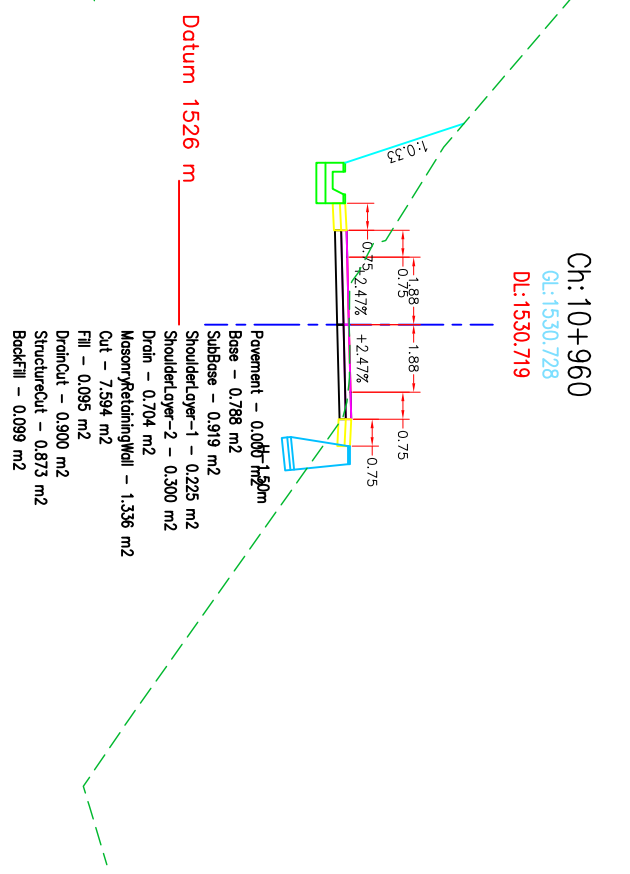 Ch:10+960
GL:1530.728
DL:1530.719
1:0.33
0.75
0.75
1.88
1.88
0.75
0.75
+2.47%
+2.47%
Datum 1526 m
H=1.50m
Pavement - 0.000 m2
Base - 0.788 m2
SubBase - 0.919 m2
ShoulderLayer-1 - 0.225 m2
ShoulderLayer-2 - 0.300 m2
Drain - 0.704 m2
MasonryRetainingWall - 1.336 m2
Cut - 7.594 m2
Fill - 0.095 m2
DrainCut - 0.900 m2
StructureCut - 0.873 m2
BackFill - 0.099 m2